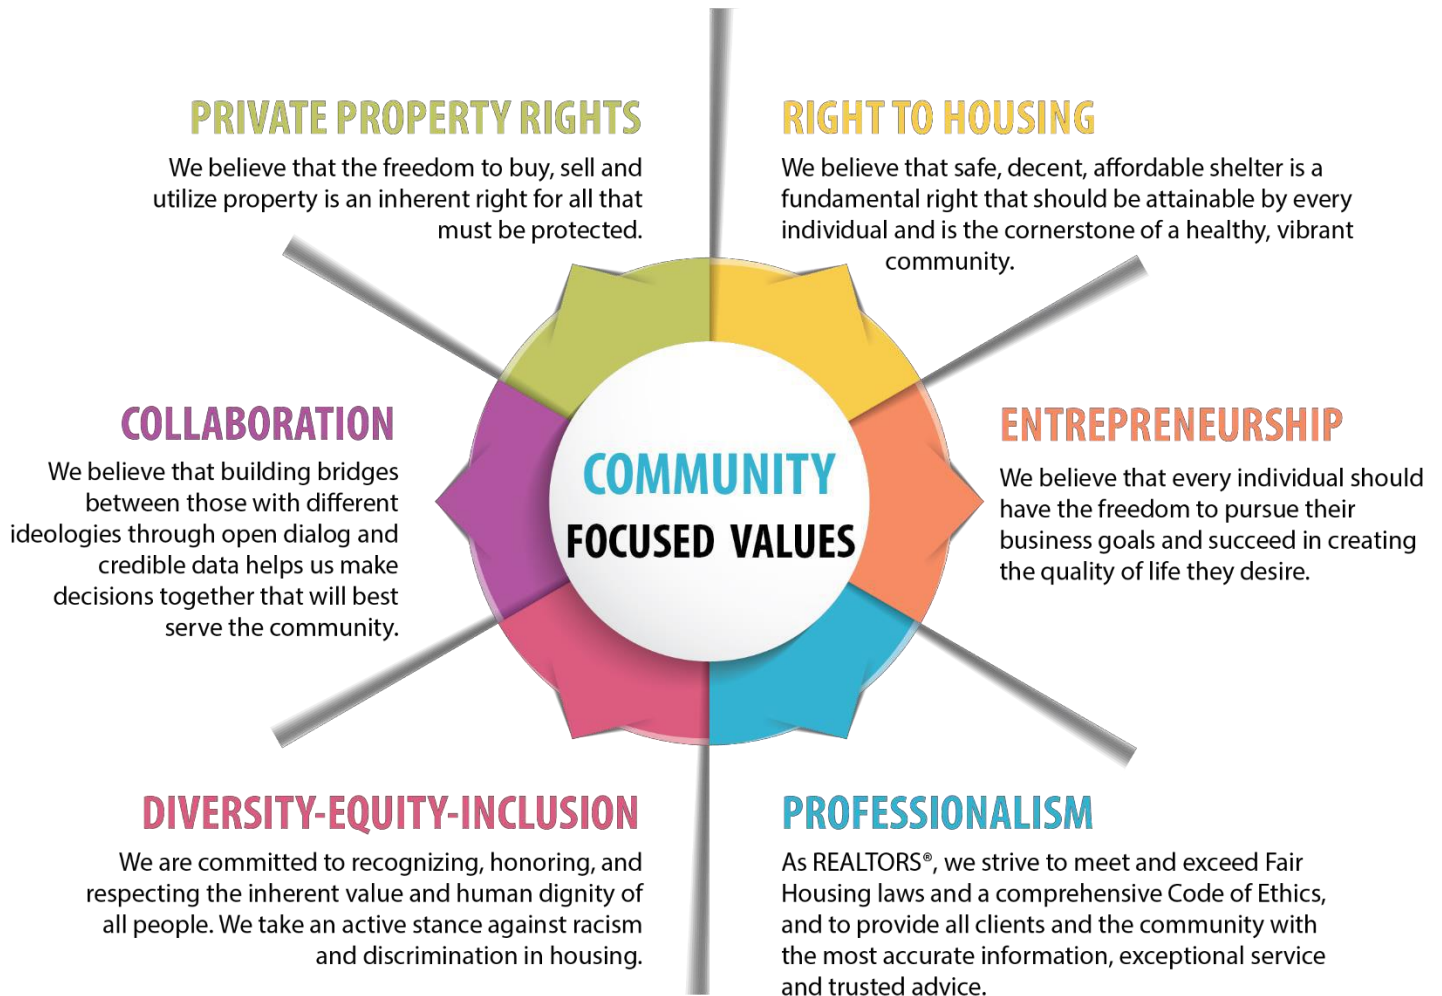 PRIVATE PROPERTY RIGHTS
We believe that the freedom to buy, sell and
utilize property is an inherent right for all that
must be protected.
RIGHT TO HOUSING
We believe that safe, decent, affordable shelter is a
fundamental right that should be attainable by every
individual and is the cornerstone of a healthy, vibrant
community.
COLLABORATION
We believe that building bridges
between those with different
ideologies through open dialog and
credible data helps us make
decisions together that will best
serve the community.
COMMUNITY
FOCUSED VALUES
ENTREPRENEURSHIP
We believe that every individual should
have the freedom to pursue their
business goals and succeed in creating
the quality of life they desire.
DIVERSITY-EQUITY-INCLUSION
We are committed to recognizing, honoring, and
respecting the inherent value and human dignity of
all people. We take an active stance against racism
and discrimination in housing.
PROFESSIONALISM
As REALTORS®, we strive to meet and exceed Fair
Housing laws and a comprehensive Code of Ethics,
and to provide all clients and the community with
the most accurate information, exceptional service
and trusted advice.